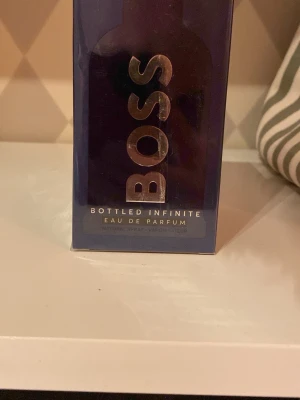 BOSS
BOTTLED INFINITE
EAU DE PARFUM